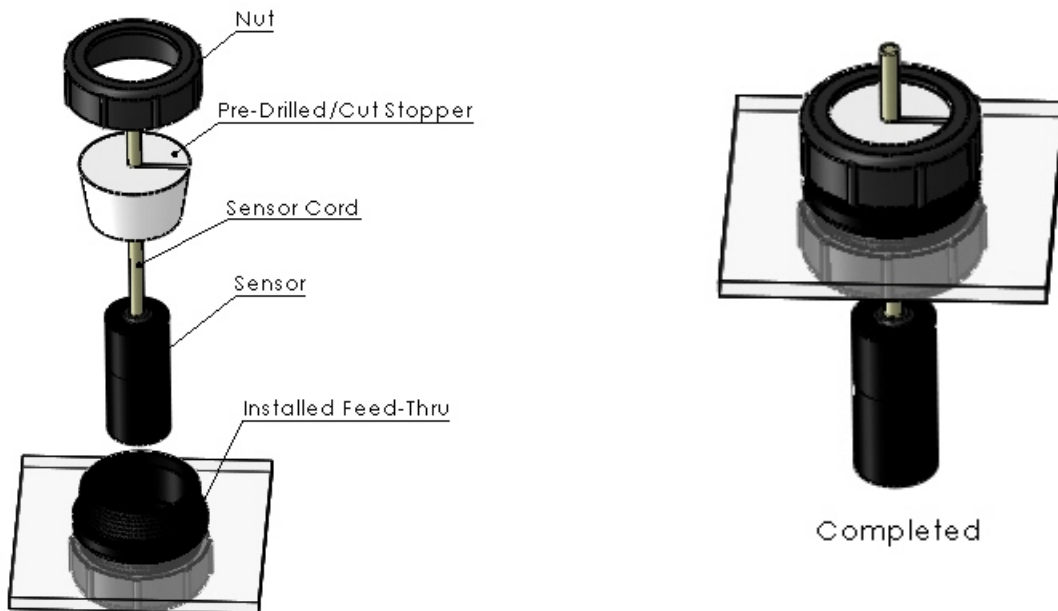 Nut
Pre-Drilled/Cut Stopper
Sensor Cord
Sensor
Installed Feed-Thru
Completed